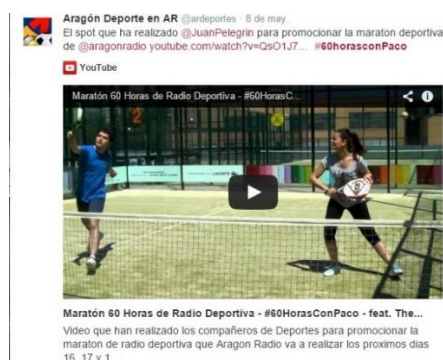 Aragón Deporte en AR @ardeportes · 8 de may.
El spot que ha realizado @JuanPelegrin para promocionar la maraton deportiva
de @aragonradio youtube.com/watch?v=QsO1J7... #60horasconPaco
YouTube
Maratón 60 Horas de Radio Deportiva - #60HorasC...
2
Maratón 60 Horas de Radio Deportiva - #60HorasConPaco - feat. The...
Video que han realizado los compañeros de Deportes para promocionar la
maraton de radio deportiva que Aragon Radio va a realizar los proximos dias
16, 17 y 1...